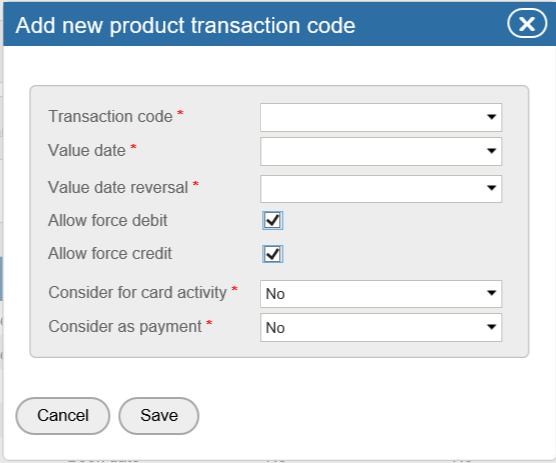 Add new product transaction code
Transaction code *
Value date *
Value date reversal *
Allow force debit
Allow force credit
Consider for card activity * No
Consider as payment * No
Cancel Save